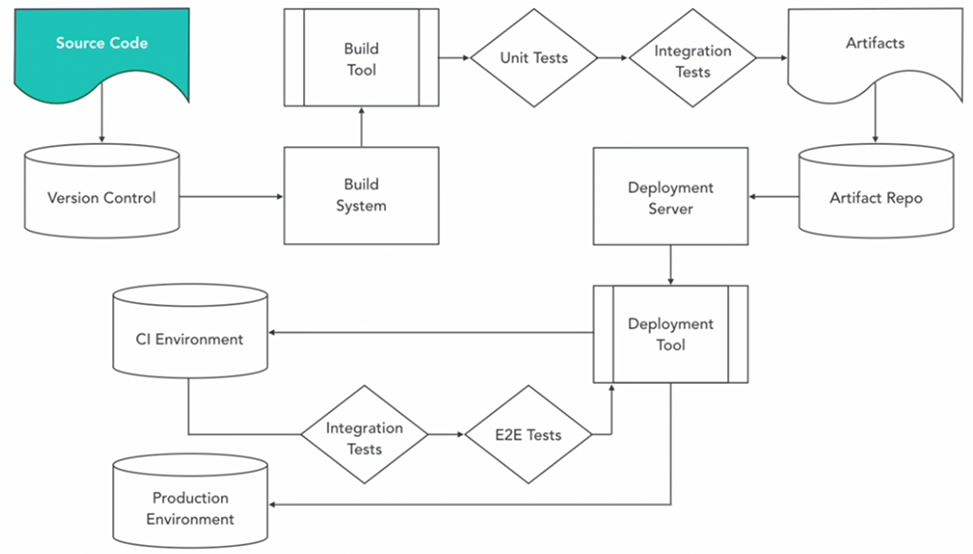 Source Code
Build
Tool
Unit Tests
Integration
Tests
Artifacts
Version Control
Build
System
Deployment
Server
Artifact Repo
CI Environment
Deployment
Tool
Integration
Tests
E2E Tests
Production
Environment